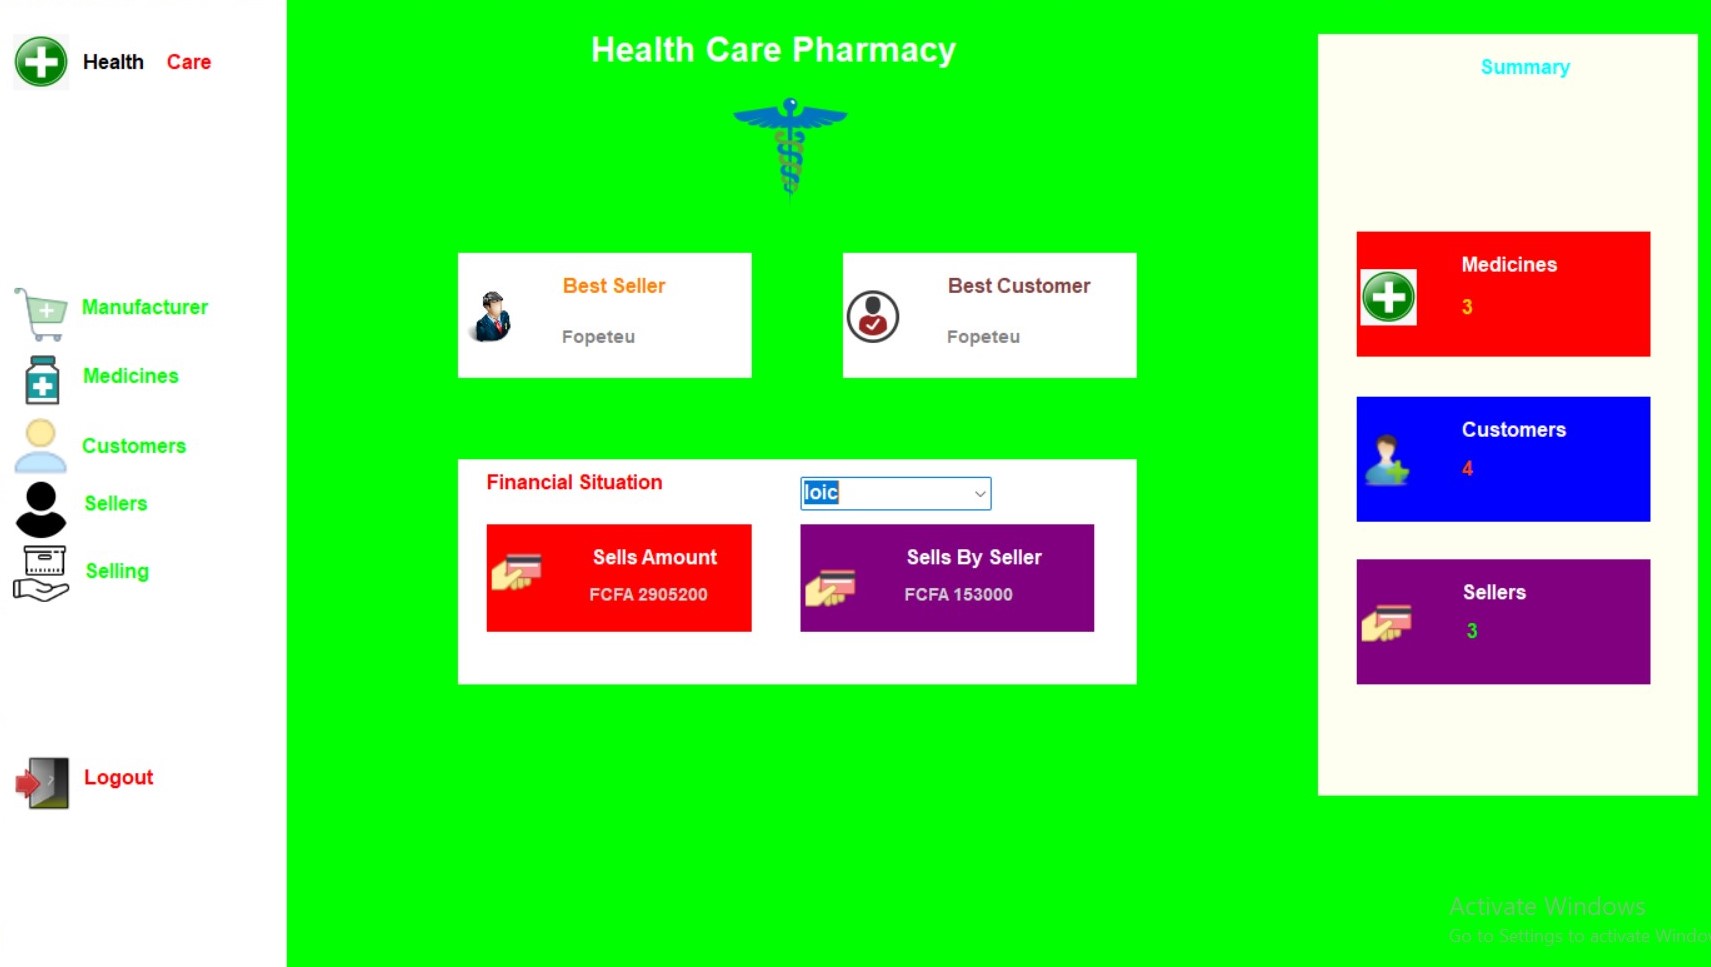 Health Care
Manufacturer
Medicines
Customers
Sellers
Selling
Logout
Health Care Pharmacy
Best Seller
Fopeteu
Best Customer
Fopeteu
Financial Situation
loic
Sells Amount
FCFA 2905200
Sells By Seller
FCFA 153000
Summary
Medicines
3
Customers
4
Sellers
3
Activate Windows
Go to Settings to activate Windo